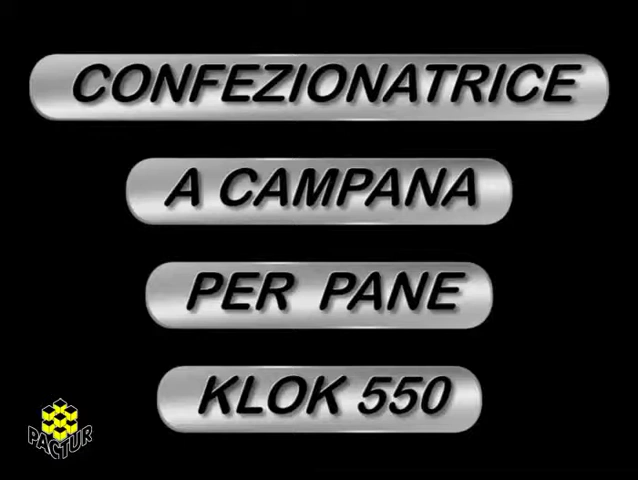 CONFEZIONATRICE
A CAMPANA
PER PANE
KLOK 550
PACTUR